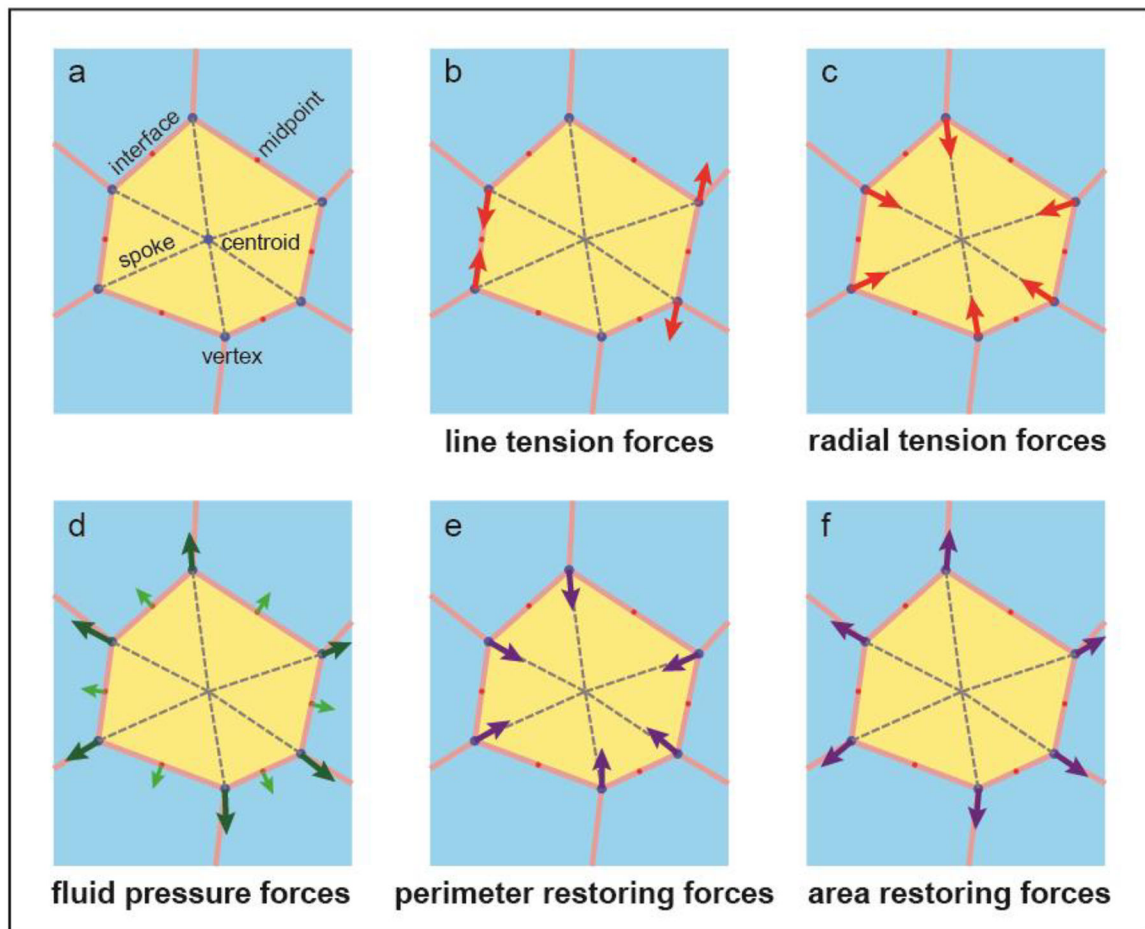 a
interface
midpoint
spoke
centroid
vertex
b
line tension forces
c
radial tension forces
d
fluid pressure forces
e
perimeter restoring forces
f
area restoring forces